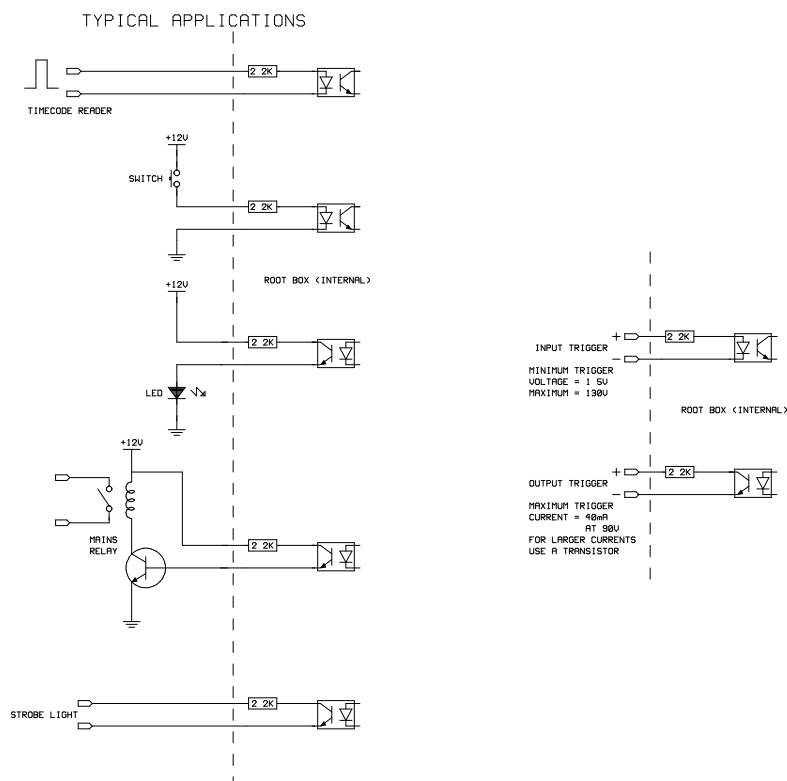 TYPICAL APPLICATIONS
2 2K
TIMECODE READER
+12V
SWITCH
2 2K
ROOT BOX (INTERNAL)
+12V
2 2K
LED
+12V
MAINS
RELAY
2 2K
STROBE LIGHT
2 2K
+
2 2K
INPUT TRIGGER
−
MINIMUM TRIGGER
VOLTAGE = 1 5V
MAXIMUM = 130V
ROOT BOX (INTERNAL)
+
2 2K
OUTPUT TRIGGER
−
MAXIMUM TRIGGER
CURRENT = 40mA
AT 90V
FOR LARGER CURRENTS
USE A TRANSISTOR